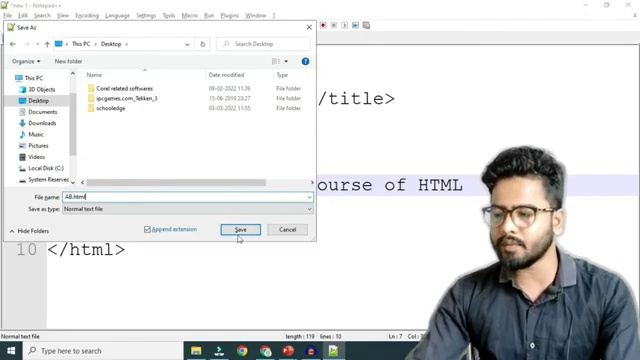 *new 1 - Notepad++
File Edit Search View Encoding Language Settings Tools Macro Run Plugins Window ?
Save As
This PC > Desktop >
Search Desktop
Organize
New folder
This PC
3D Objects
Desktop
Documents
Downloads
Music
Pictures
Videos
Local Disk (C:)
Name
Date modified
Type
Corel related softwares 09-02-2022 11:39 File folder
ipcgames.com_Tekken_3 15-06-2019 23:27 File folder
schooledge 03-03-2022 11:55 File folder
File name: AB.html
Save as type: Normal text file
Hide Folders
Append extension
Save
Cancel
/title>
ourse of HTML
10 </html>
Normal text file
length : 119 lines : 10
Ln : 7
Type here to search